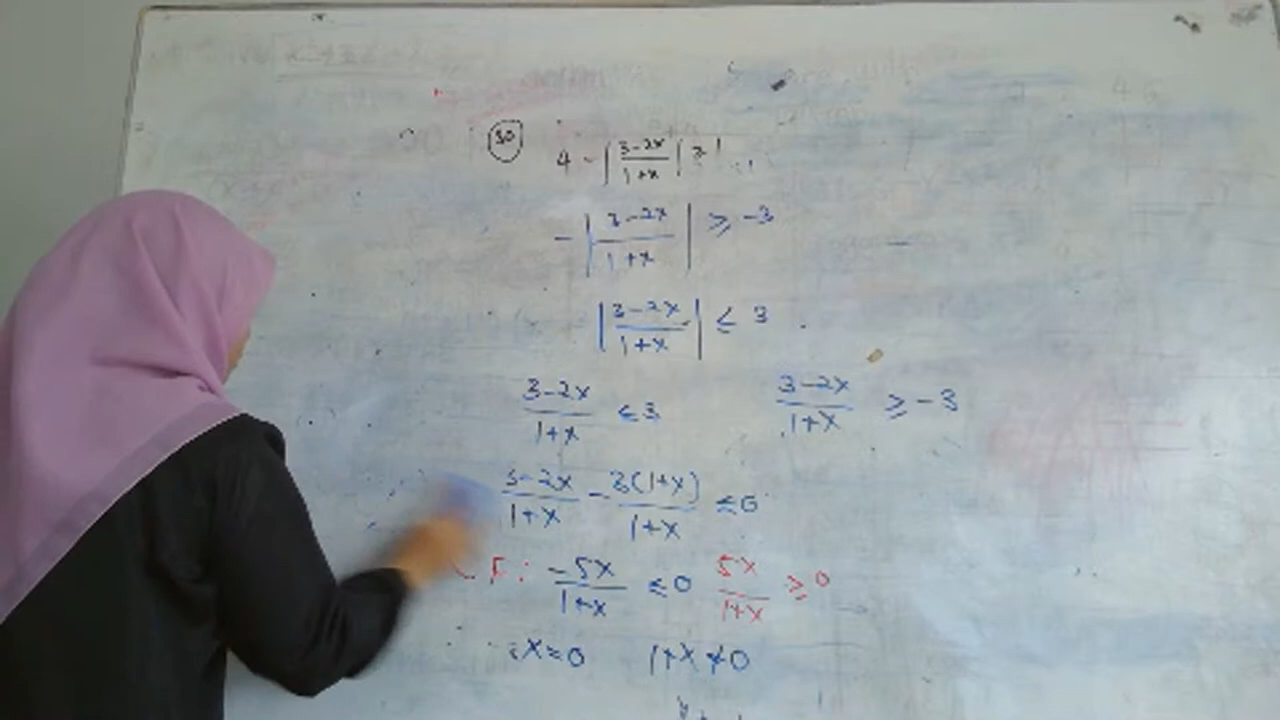 30 4 - |3-2x / 1+x| ≥ 1
- |3-2x / 1+x| ≥ -3
|3-2x / 1+x| ≤ 3
3-2x / 1+x ≤ 3 3-2x / 1+x ≥ -3
3-2x / 1+x - 3(1+x) / 1+x ≤ 0
F: -5x / 1+x ≤ 0 5x / 1+x ≥ 0
x=0 1+x ≠ 0